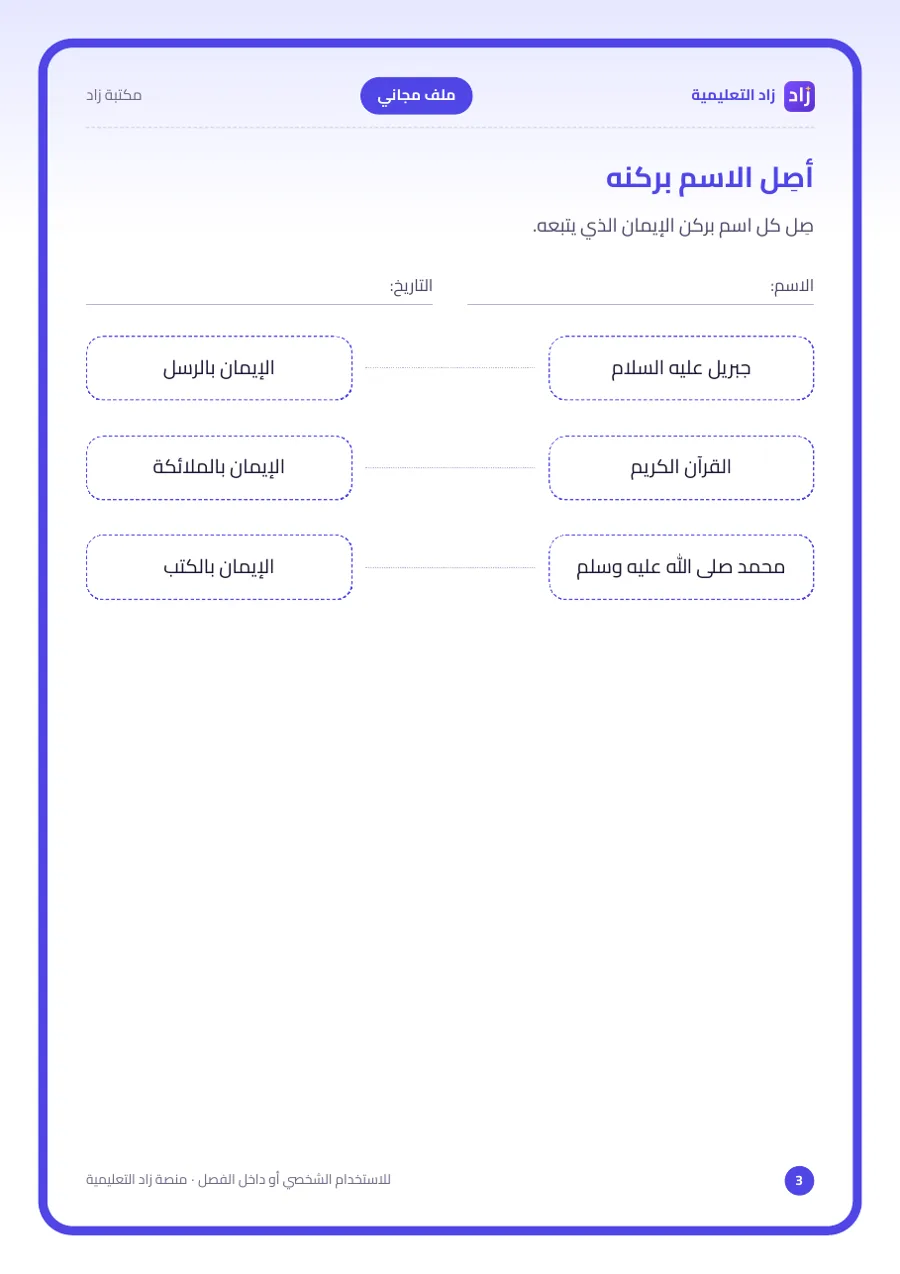 زاد زاد التعليمية ملف مجاني مكتبة زاد
أصِل الاسم بركنه
صِل كل اسم بركن الإيمان الذي يتبعه.
الاسم: التاريخ:
جبريل عليه السلام الإيمان بالرسل
القرآن الكريم الإيمان بالملائكة
محمد صلى الله عليه وسلم الإيمان بالكتب
3 للاستخدام الشخصي أو داخل الفصل · منصة زاد التعليمية